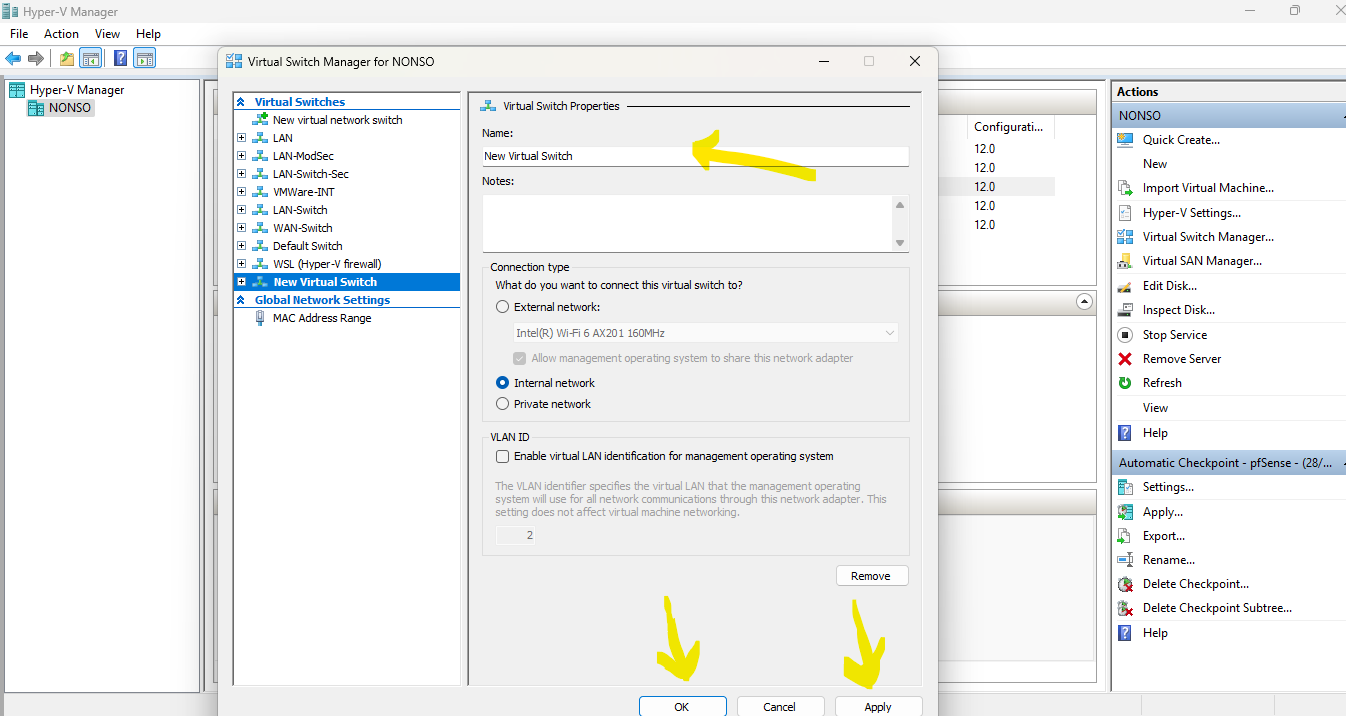 Hyper-V Manager
File Action View Help
Hyper-V Manager
NONSO
Virtual Switch Manager for NONSO
Virtual Switches
New virtual network switch
LAN
LAN-ModSec
LAN-Switch-Sec
VMWare-INT
LAN-Switch
WAN-Switch
Default Switch
WSL (Hyper-V firewall)
New Virtual Switch
Global Network Settings
MAC Address Range
Virtual Switch Properties
Name:
New Virtual Switch
Notes:
Connection type
What do you want to connect this virtual switch to?
External network:
Intel(R) Wi-Fi 6 AX201 160MHz
Allow management operating system to share this network adapter
Internal network
Private network
VLAN ID
Enable virtual LAN identification for management operating system
The VLAN identifier specifies the virtual LAN that the management operating
system will use for all network communications through this network adapter. This
setting does not affect virtual machine networking.
2
Remove
OK Cancel Apply
Configurati...
12.0
12.0
12.0
12.0
12.0
Actions
NONSO
Quick Create...
New
Import Virtual Machine...
Hyper-V Settings...
Virtual Switch Manager...
Virtual SAN Manager...
Edit Disk...
Inspect Disk...
Stop Service
Remove Server
Refresh
View
Help
Automatic Checkpoint - pfSense - (28/...
Settings...
Apply...
Export...
Rename...
Delete Checkpoint...
Delete Checkpoint Subtree...
Help